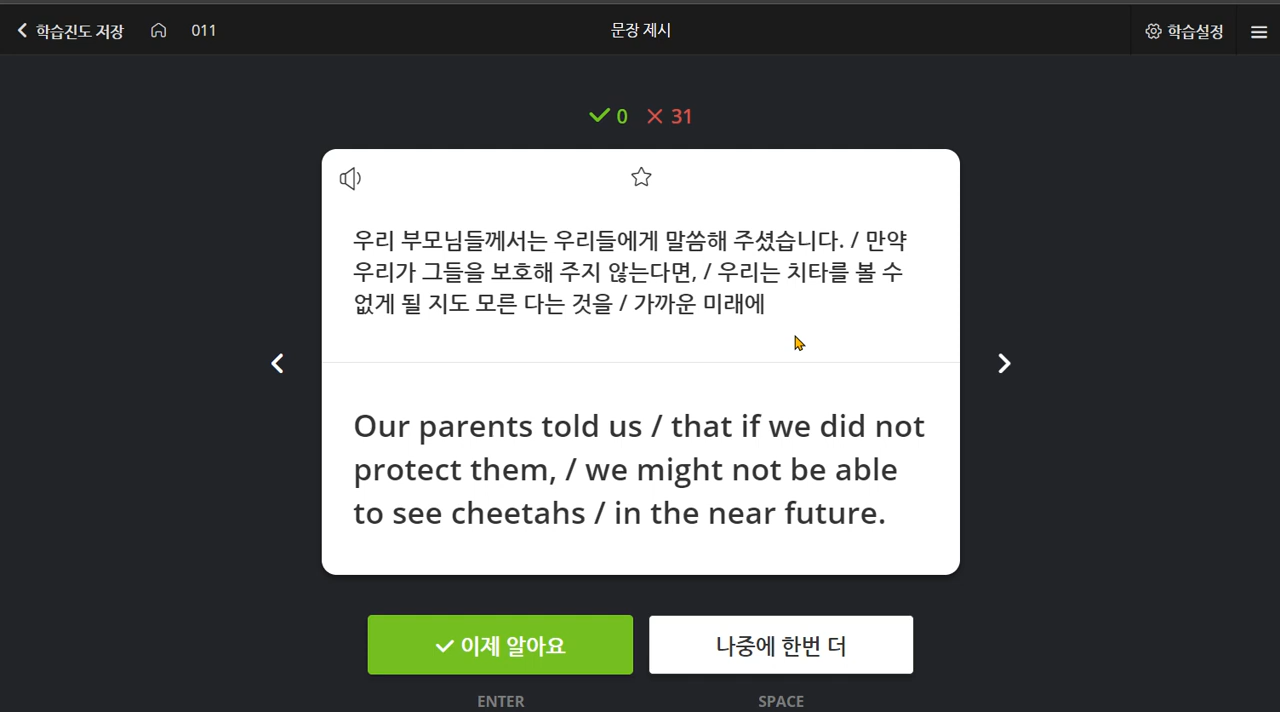 학습진도 저장
011
문장 제시
학습설정
0
31
우리 부모님들께서는 우리들에게 말씀해 주셨습니다. / 만약
우리가 그들을 보호해 주지 않는다면, / 우리는 치타를 볼 수
없게 될 지도 모른 다는 것을 / 가까운 미래에
Our parents told us / that if we did not
protect them, / we might not be able
to see cheetahs / in the near future.
이제 알아요
나중에 한번 더
ENTER
SPACE